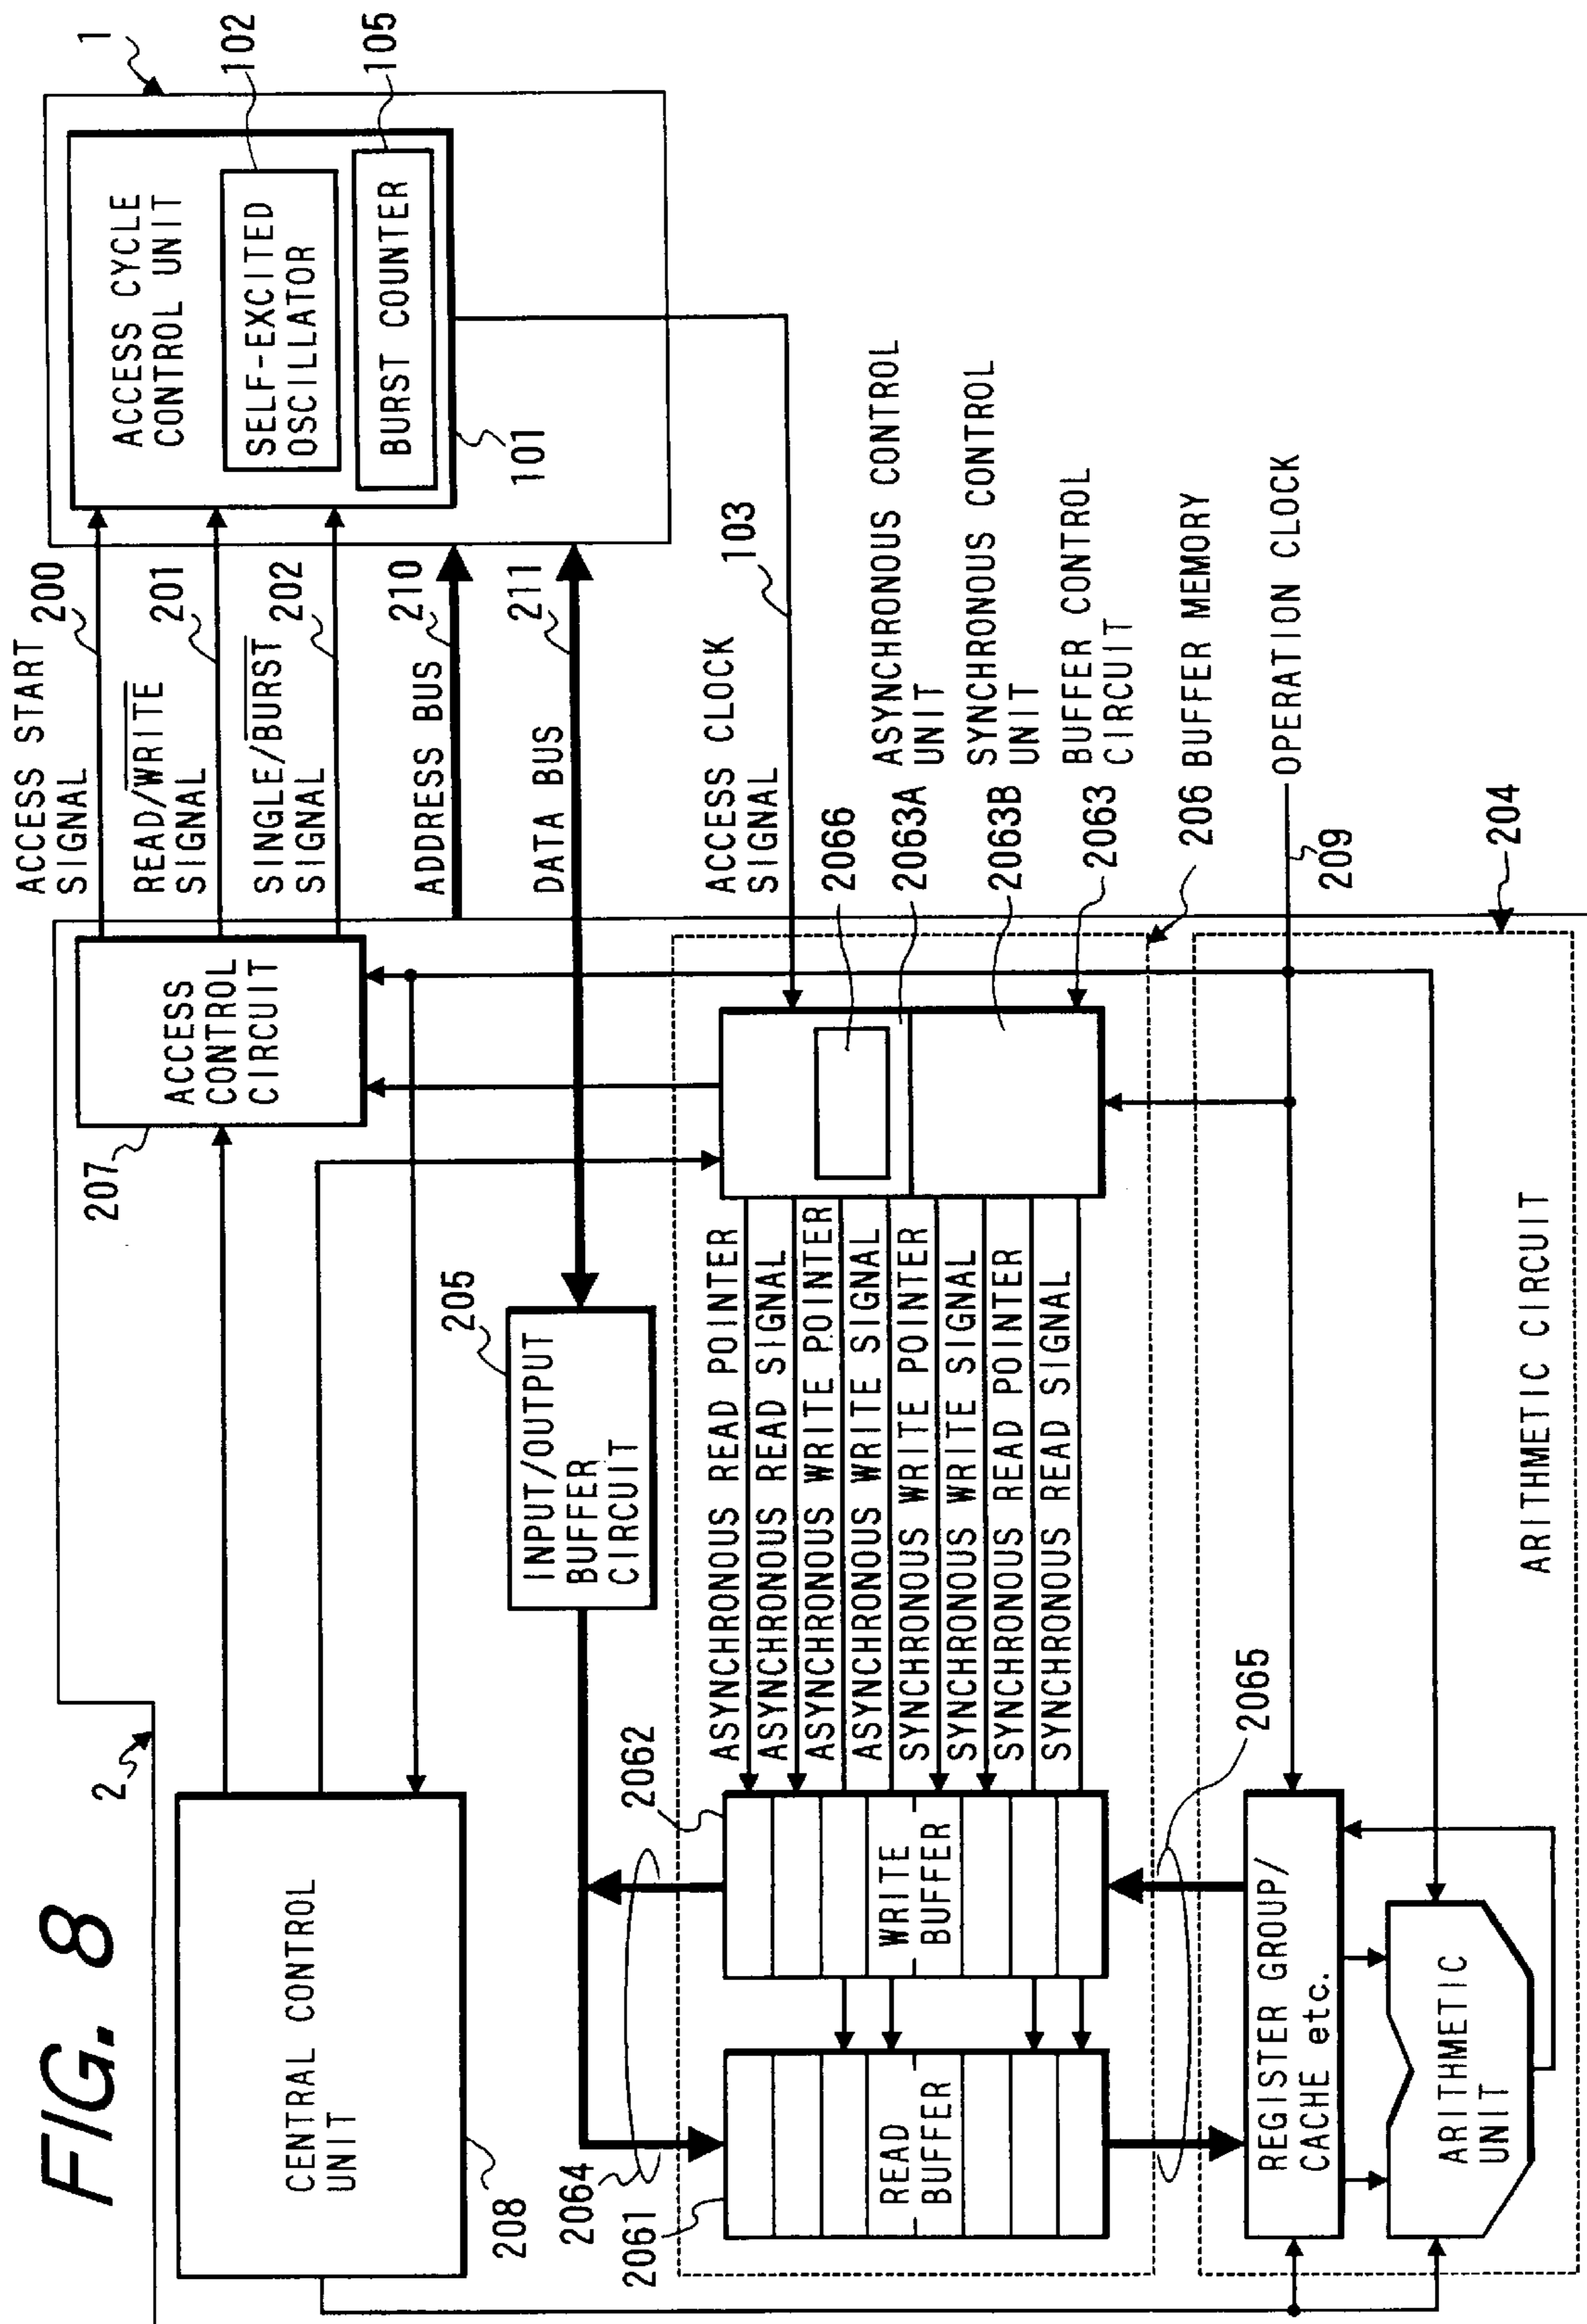 FIG. 8
2
1
CENTRAL CONTROL
UNIT
208
207
ACCESS
CONTROL
CIRCUIT
ACCESS START
SIGNAL
200
READ/WRITE
SIGNAL
201
SINGLE/BURST
SIGNAL
202
ADDRESS BUS
210
DATA BUS
211
ACCESS CYCLE
CONTROL UNIT
SELF-EXCITED
OSCILLATOR
102
BURST COUNTER
105
101
205
INPUT/OUTPUT
BUFFER
CIRCUIT
ACCESS CLOCK
SIGNAL
103
2064
2061
2062
READ
BUFFER
WRITE
BUFFER
ASYNCHRONOUS READ POINTER
ASYNCHRONOUS READ SIGNAL
ASYNCHRONOUS WRITE POINTER
ASYNCHRONOUS WRITE SIGNAL
SYNCHRONOUS WRITE POINTER
SYNCHRONOUS WRITE SIGNAL
SYNCHRONOUS READ POINTER
SYNCHRONOUS READ SIGNAL
2066
2063A ASYNCHRONOUS CONTROL
UNIT
2063B SYNCHRONOUS CONTROL
UNIT
2063 BUFFER CONTROL
CIRCUIT
206 BUFFER MEMORY
2065
209
OPERATION CLOCK
204
REGISTER GROUP/
CACHE etc.
ARITHMETIC
UNIT
ARITHMETIC CIRCUIT